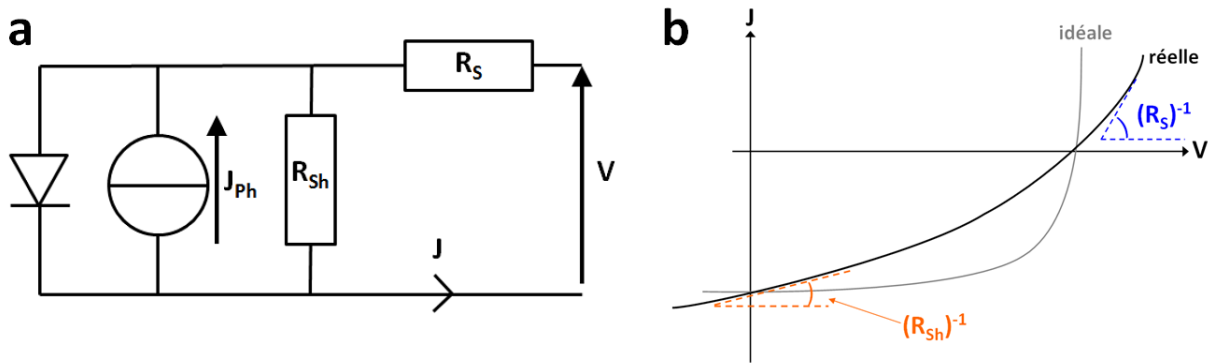 a
R_S
J_Ph
R_Sh
V
J
b
J
idéale
réelle
(R_S)^-1
V
(R_Sh)^-1